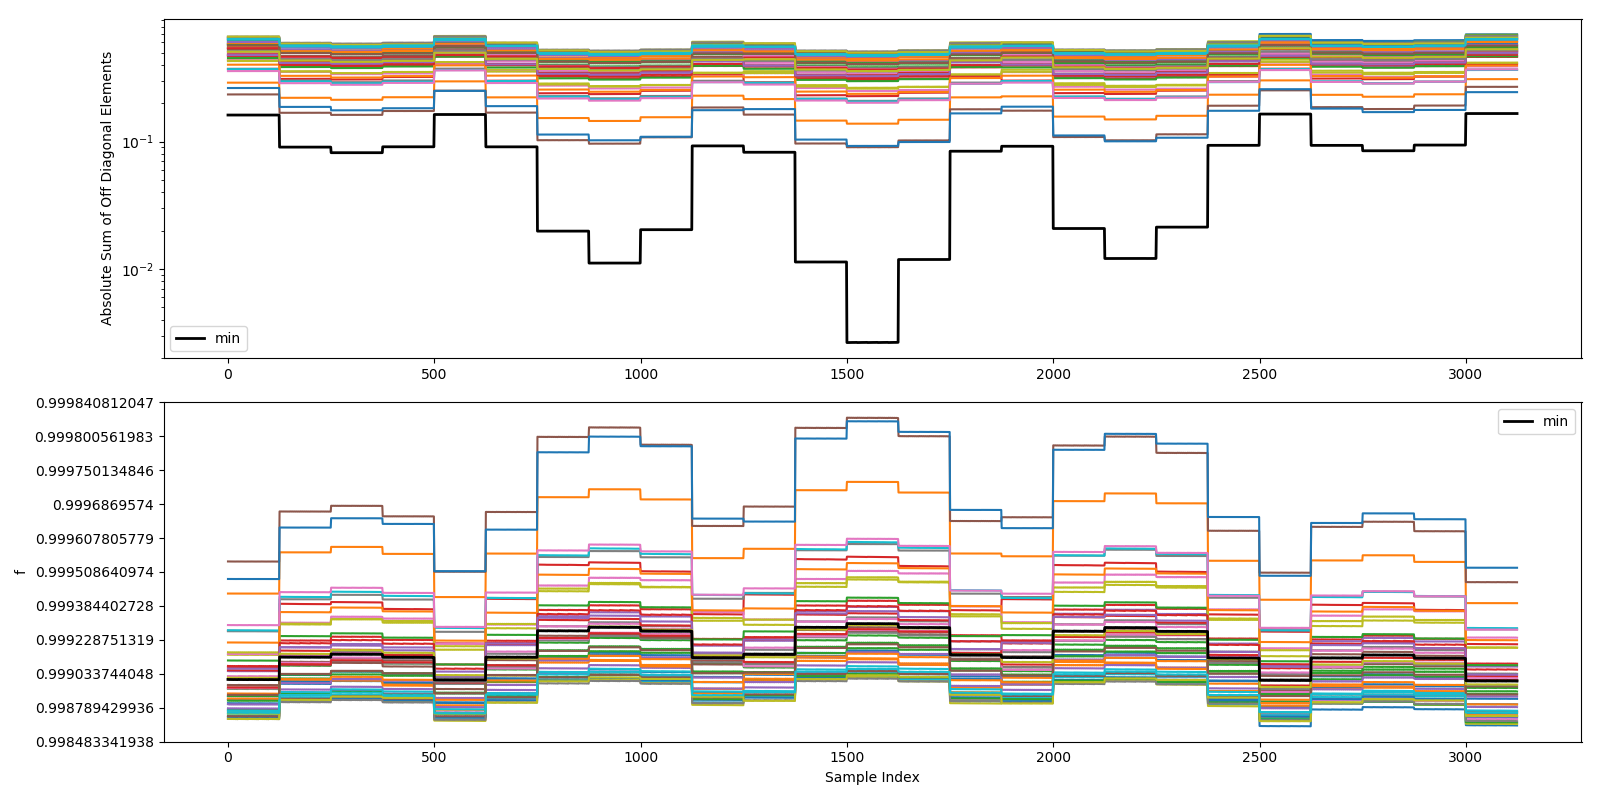 Absolute Sum of Off Diagonal Elements
10⁻¹
10⁻²
min
0 500 1000 1500 2000 2500 3000
f
0.999840812047
0.999800561983
0.999750134846
0.9996869574
0.999607805779
0.999508640974
0.999384402728
0.999228751319
0.999033744048
0.998789429936
0.998483341938
min
0 500 1000 1500 2000 2500 3000
Sample Index